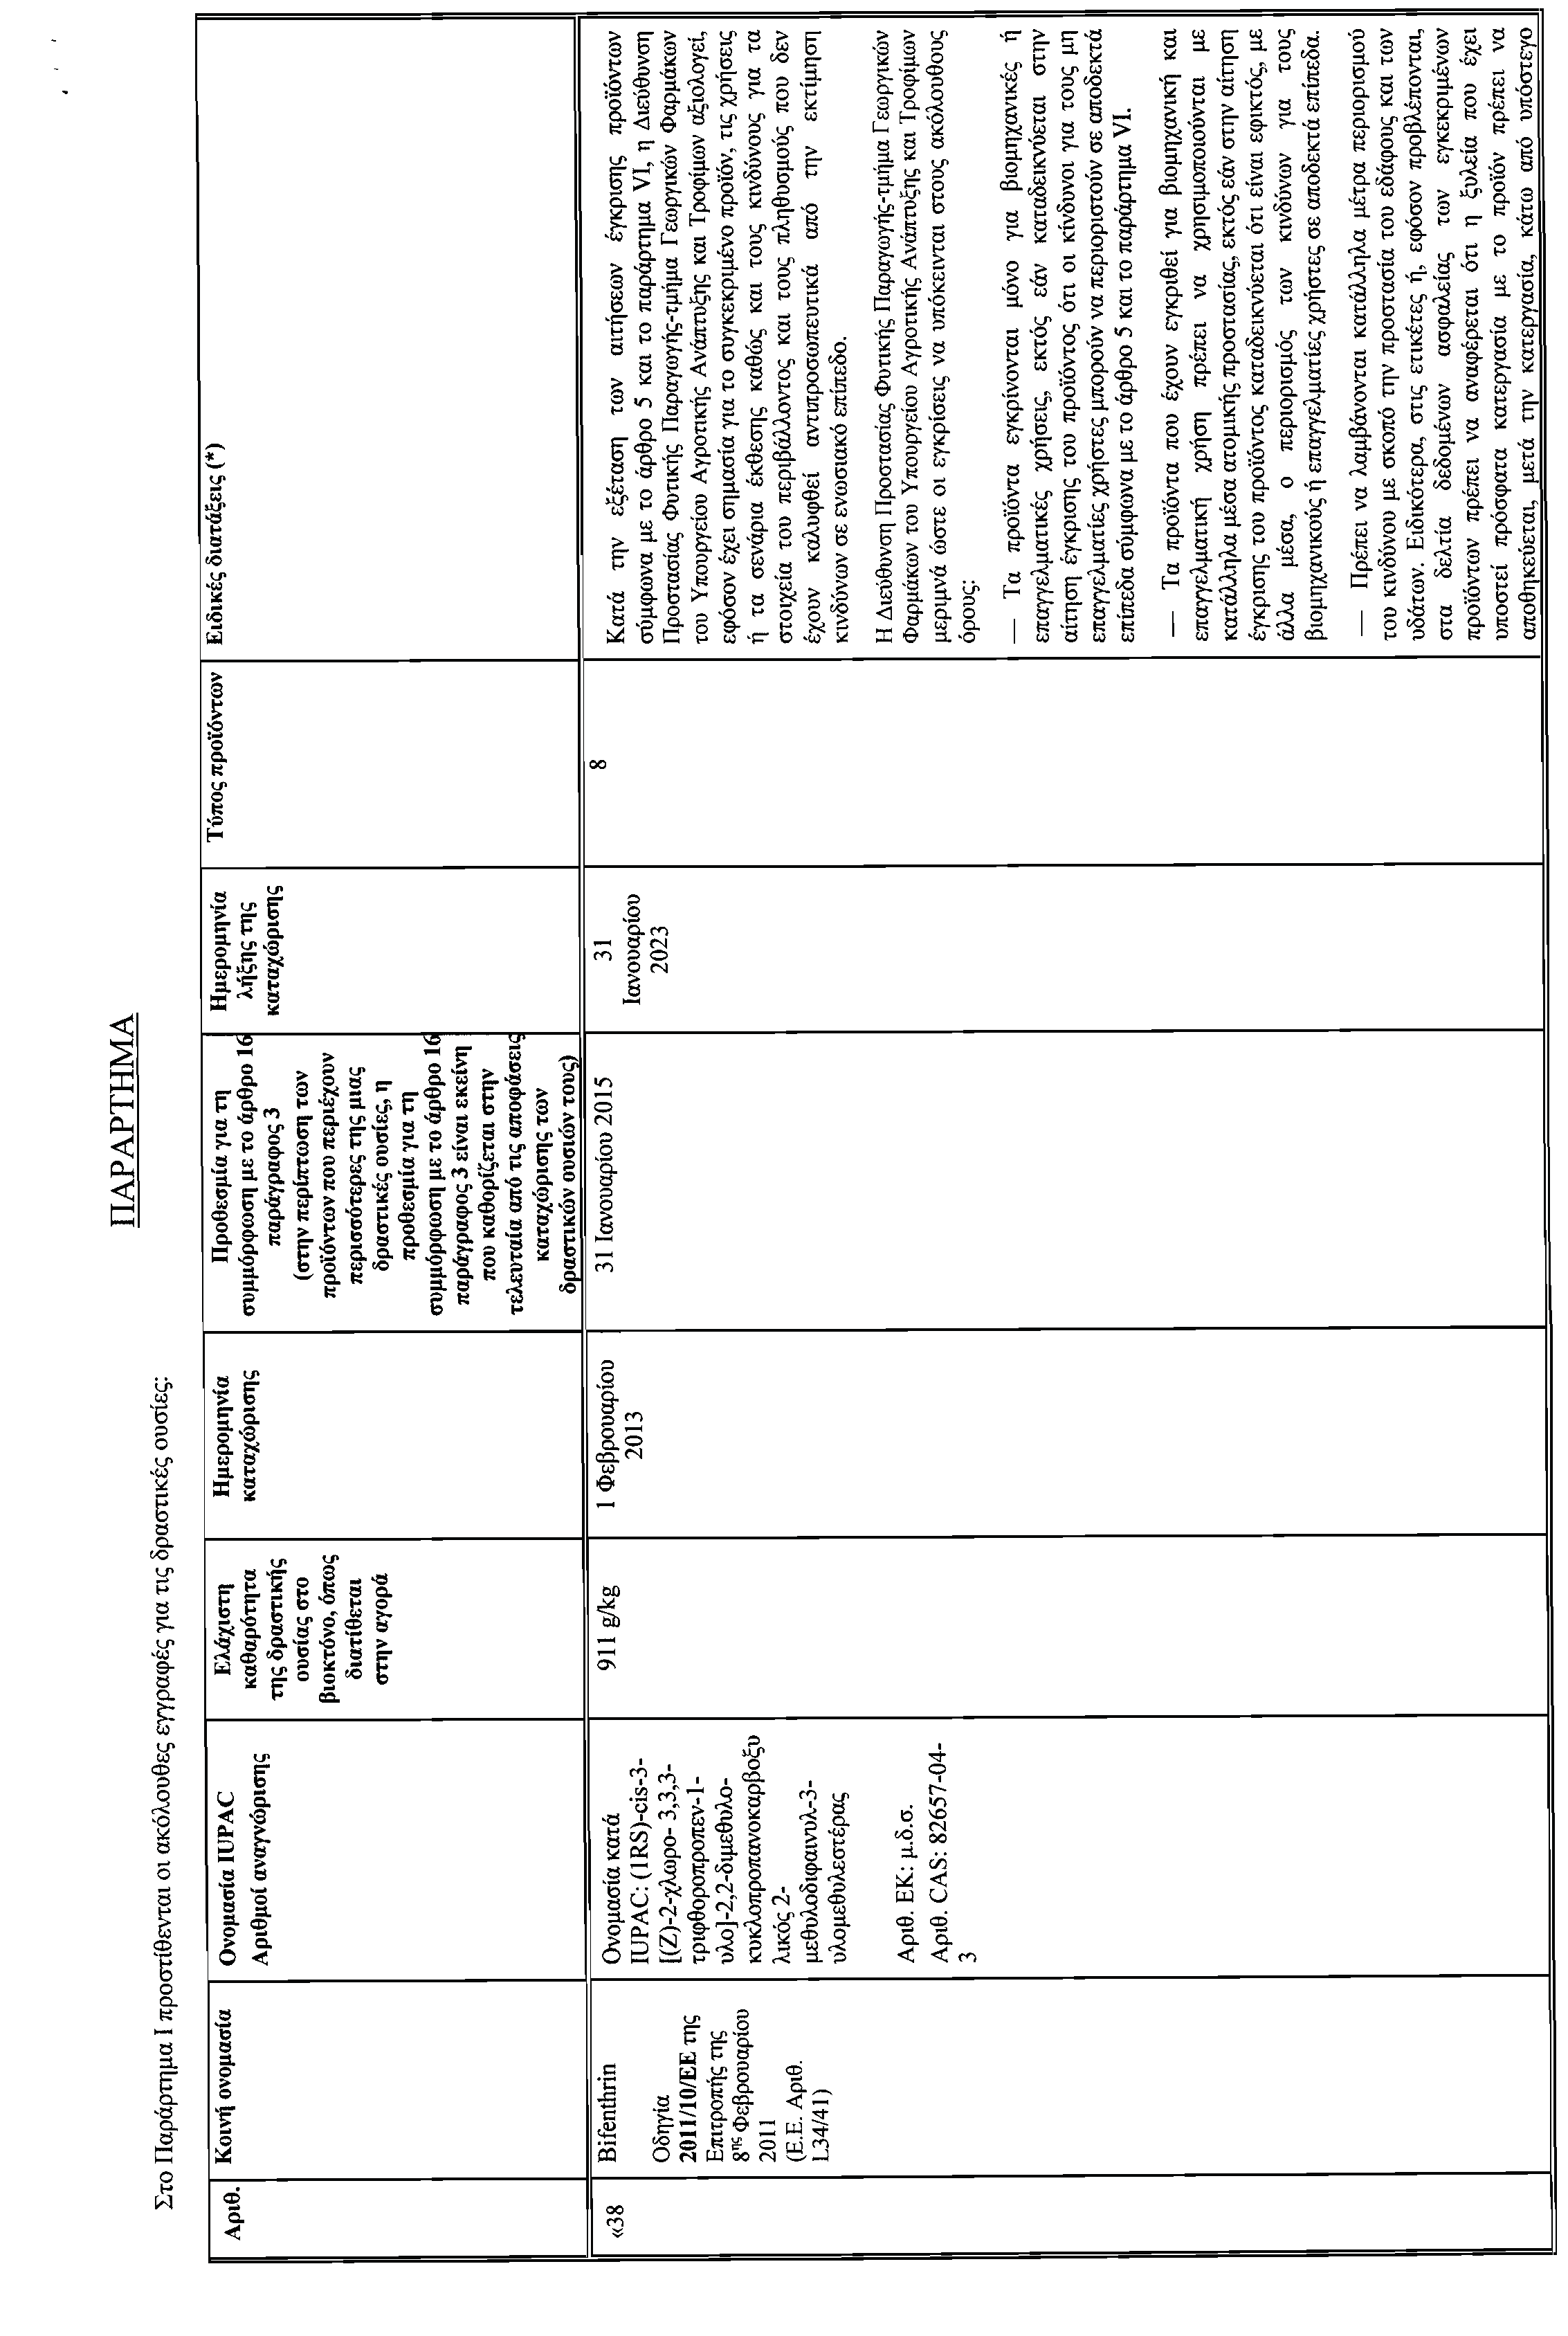 ΠΑΡΑΡΤΗΜΑ
Στο Παράρτημα Ι προστίθενται οι ακόλουθες εγγραφές για τις δραστικές ουσίες:
Αριθ.
Κοινή ονομασία
Ονομασία IUPAC
Αριθμοί αναγνώρισης
Ελάχιστη
καθαρότητα
της δραστικής
ουσίας στο
βιοκτόνο, όπως
διατίθεται
στην αγορά
Ημερομηνία
καταχώρισης
Προθεσμία για τη
συμμόρφωση με το άρθρο 16
παράγραφος 3
(στην περίπτωση των
προϊόντων που περιέχουν
περισσότερες της μιας
δραστικές ουσίες, η
προθεσμία για τη
συμμόρφωση με το άρθρο 16
παράγραφος 3 είναι εκείνη
που καθορίζεται στην
τελευταία από τις αποφάσεις
καταχώρισης των
δραστικών ουσιών τους)
Ημερομηνία
λήξης της
καταχώρισης
Τύπος προϊόντων
Ειδικές διατάξεις (*)
«38
Bifenthrin
Οδηγία
2011/10/ΕΕ της
Επιτροπής της
8ης Φεβρουαρίου
2011
(Ε.Ε. Αριθ.
L34/41)
Ονομασία κατά
IUPAC: (1RS)-cis-3-
[(Z)-2-χλωρο- 3,3,3-
τριφθοροπροπεν-1-
υλο]-2,2-διμεθυλο-
κυκλοπροπανοκαρβοξυ
λικός 2-
μεθυλοδιφαινυλ-3-
υλομεθυλεστέρας
Αριθ. ΕΚ: μ.δ.σ.
Αριθ. CAS: 82657-04-
3
911 g/kg
1 Φεβρουαρίου
2013
31 Ιανουαρίου 2015
31
Ιανουαρίου
2023
8
Κατά την εξέταση των αιτήσεων έγκρισης προϊόντων
σύμφωνα με το άρθρο 5 και το παράρτημα VI, η Διεύθυνση
Προστασίας Φυτικής Παραγωγής-τμήμα Γεωργικών Φαρμάκων
του Υπουργείου Αγροτικής Ανάπτυξης και Τροφίμων αξιολογεί,
εφόσον έχει σημασία για το συγκεκριμένο προϊόν, τις χρήσεις
ή τα σενάρια έκθεσης καθώς και τους κινδύνους για τα
στοιχεία του περιβάλλοντος και τους πληθυσμούς που δεν
έχουν καλυφθεί αντιπροσωπευτικά από την εκτίμηση
κινδύνων σε ενωσιακό επίπεδο.
Η Διεύθυνση Προστασίας Φυτικής Παραγωγής-τμήμα Γεωργικών
Φαρμάκων του Υπουργείου Αγροτικής Ανάπτυξης και Τροφίμων
μεριμνά ώστε οι εγκρίσεις να υπόκεινται στους ακόλουθους
όρους:
— Τα προϊόντα εγκρίνονται μόνο για βιομηχανικές ή
επαγγελματικές χρήσεις, εκτός εάν καταδεικνύεται στην
αίτηση έγκρισης του προϊόντος ότι οι κίνδυνοι για τους μη
επαγγελματίες χρήστες μπορούν να περιοριστούν σε αποδεκτά
επίπεδα σύμφωνα με το άρθρο 5 και το παράρτημα VI.
— Τα προϊόντα που έχουν εγκριθεί για βιομηχανική και
επαγγελματική χρήση πρέπει να χρησιμοποιούνται με
κατάλληλα μέσα ατομικής προστασίας, εκτός εάν στην αίτηση
έγκρισης του προϊόντος καταδεικνύεται ότι είναι εφικτός, με
άλλα μέσα, ο περιορισμός των κινδύνων για τους
βιομηχανικούς ή επαγγελματίες χρήστες σε αποδεκτά επίπεδα.
— Πρέπει να λαμβάνονται κατάλληλα μέτρα περιορισμού
του κινδύνου με σκοπό την προστασία του εδάφους και των
υδάτων. Ειδικότερα, στις ετικέτες ή, εφόσον προβλέπονται,
στα δελτία δεδομένων ασφαλείας των εγκεκριμένων
προϊόντων πρέπει να αναφέρεται ότι η ξυλεία που έχει
υποστεί πρόσφατα κατεργασία με το προϊόν πρέπει να
αποθηκεύεται, μετά την κατεργασία, κάτω από υπόστεγο